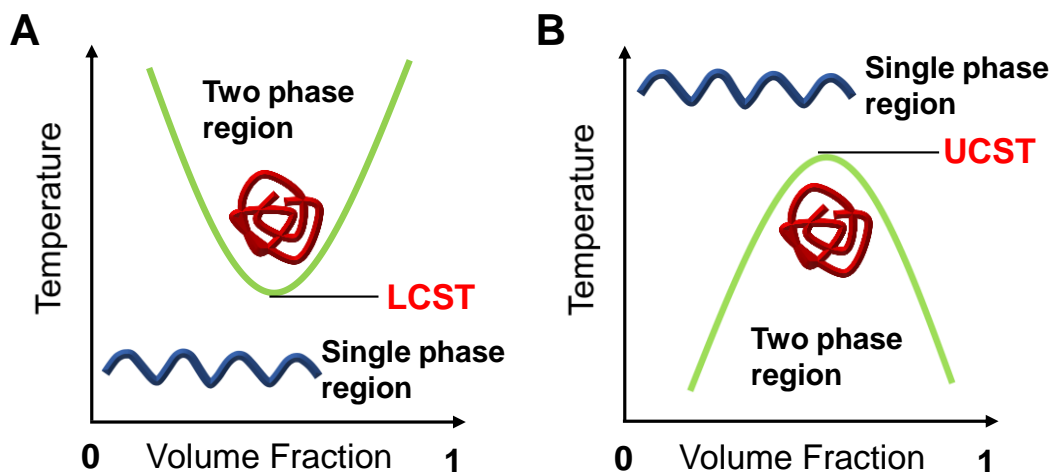 A
Temperature
Two phase
region
LCST
Single phase
region
0
Volume Fraction
1
B
Temperature
Single phase
region
UCST
Two phase
region
0
Volume Fraction
1